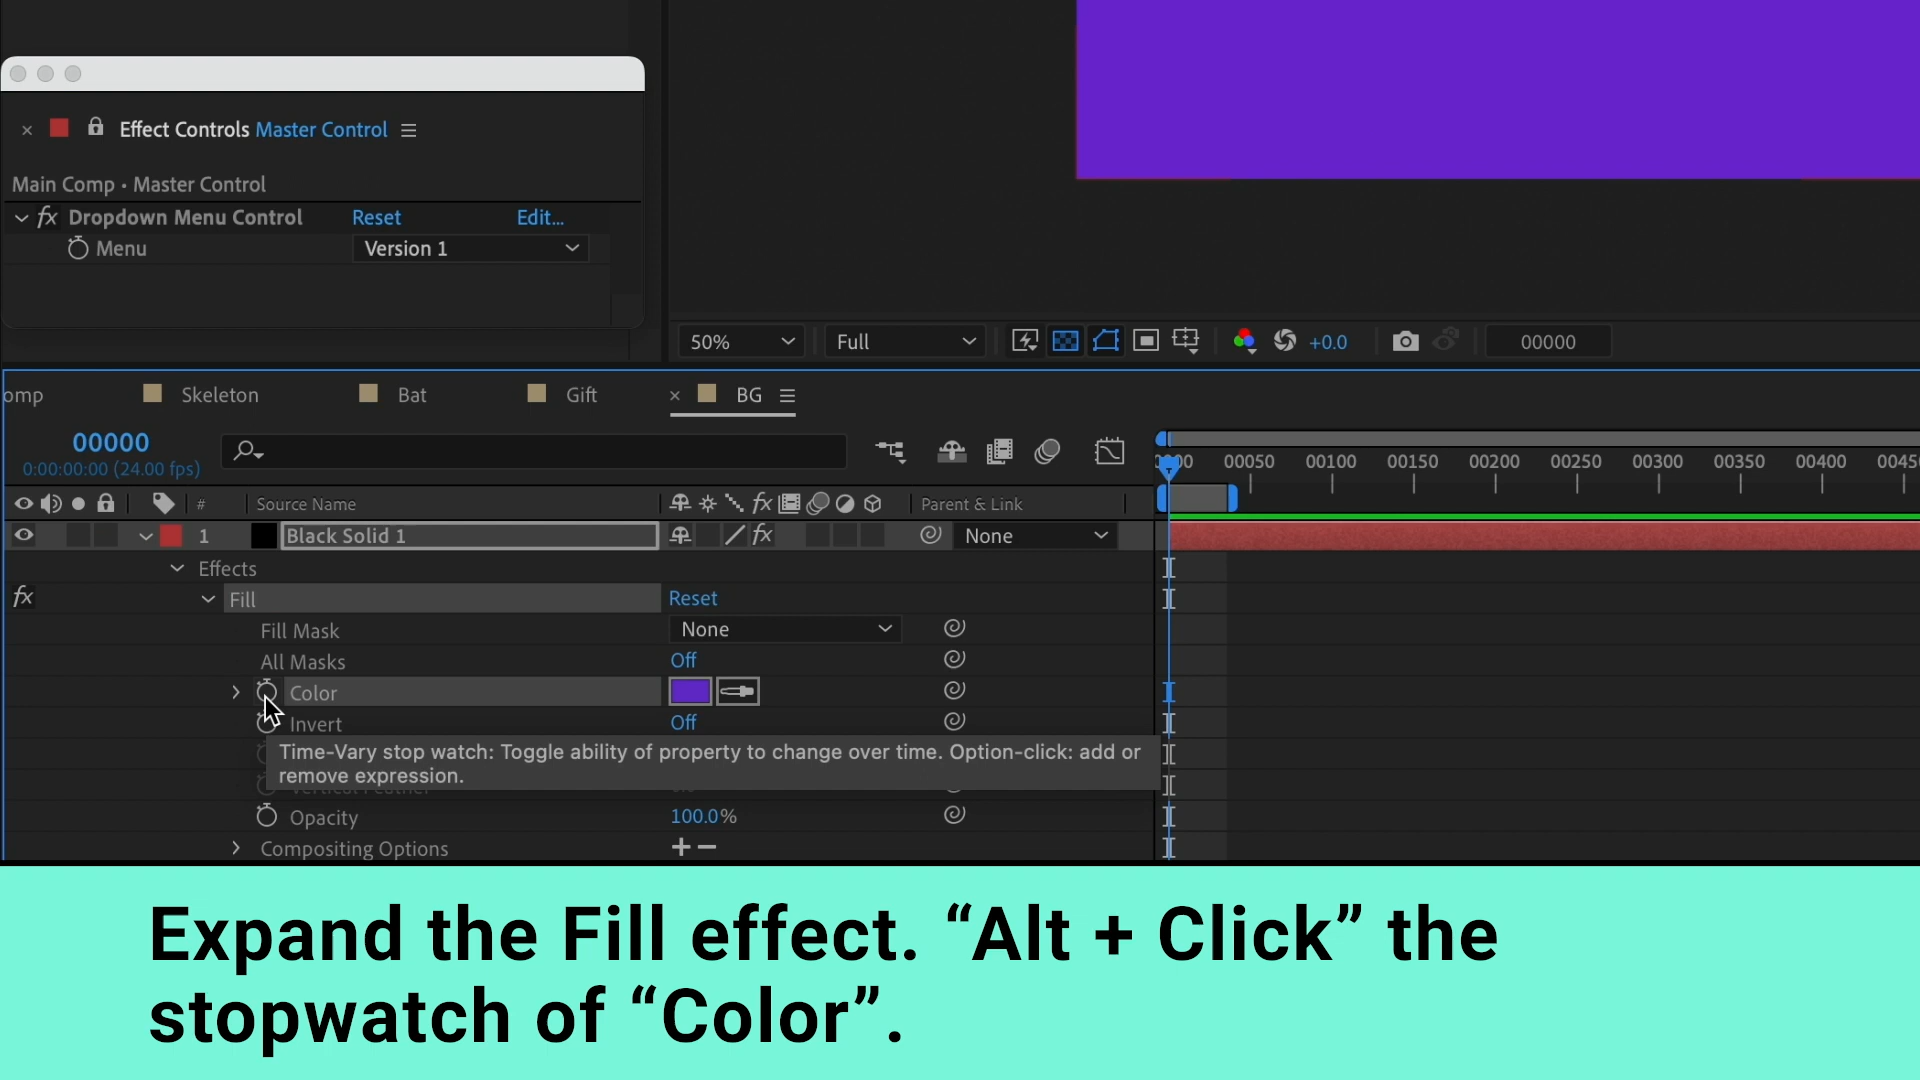 Effect Controls Master Control
Main Comp • Master Control
fx Dropdown Menu Control Reset Edit...
Menu Version 1
50% Full +0.0 00000
omp Skeleton Bat Gift BG
00000
0:00:00:00 (24.00 fps)
00050 00100 00150 00200 00250 00300 00350 00400 0045
# Source Name fx Parent & Link
1 Black Solid 1 fx None
Effects
fx Fill Reset
Fill Mask None
All Masks Off
Color
Invert Off
Time-Vary stop watch: Toggle ability of property to change over time. Option-click: add or
remove expression.
Opacity 100.0%
Compositing Options + –
Expand the Fill effect. “Alt + Click” the
stopwatch of “Color”.